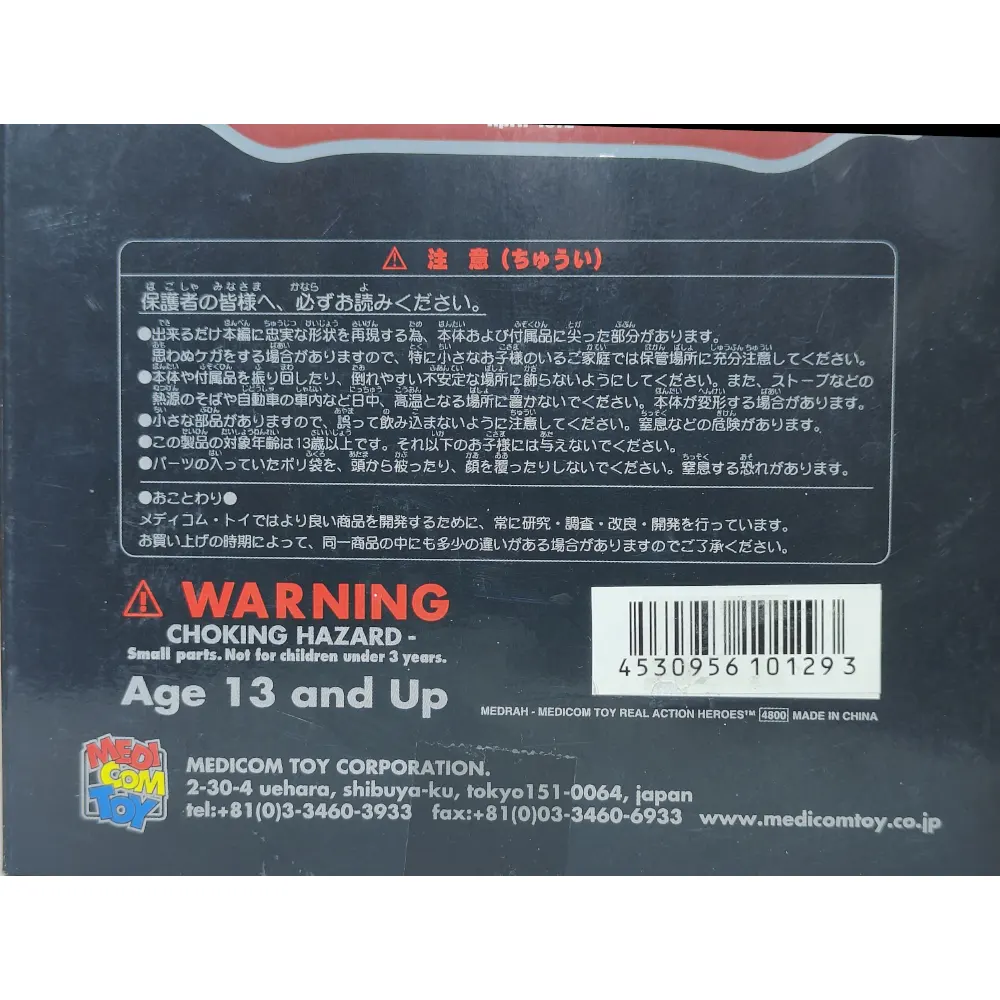 注 意 (ちゅうい)
ほごしゃ みなさま かなら よ
保護者の皆様へ、必ずお読みください。
●出来るだけ本編に忠実な形状を再現する為、本体および付属品に尖った部分があります。
思わぬケガをする場合がありますので、特に小さなお子様のいるご家庭では保管場所に充分注意してください。
●本体や付属品を振り回したり、倒れやすい不安定な場所に飾らないようにしてください。また、ストーブなどの
熱源のそばや自動車の車内など日中、高温となる場所に置かないでください。本体が変形する場合があります。
●小さな部品がありますので、誤って飲み込まないように注意してください。窒息などの危険があります。
●この製品の対象年齢は13歳以上です。それ以下のお子様には与えないでください。
●パーツの入っていたポリ袋を、頭から被ったり、顔を覆ったりしないでください。窒息する恐れがあります。
●おことわり●
メディコム・トイではより良い商品を開発するために、常に研究・調査・改良・開発を行っています。
お買い上げの時期によって、同一商品の中にも多少の違いがある場合がありますのでご了承ください。
WARNING
CHOKING HAZARD -
Small parts. Not for children under 3 years.
Age 13 and Up
4530956101293
MEDRAH - MEDICOM TOY REAL ACTION HEROES™ 4800 MADE IN CHINA
MEDI
COM
TOY
MEDICOM TOY CORPORATION.
2-30-4 uehara, shibuya-ku, tokyo151-0064, japan
tel:+81(0)3-3460-3933 fax:+81(0)03-3460-6933 www.medicomtoy.co.jp